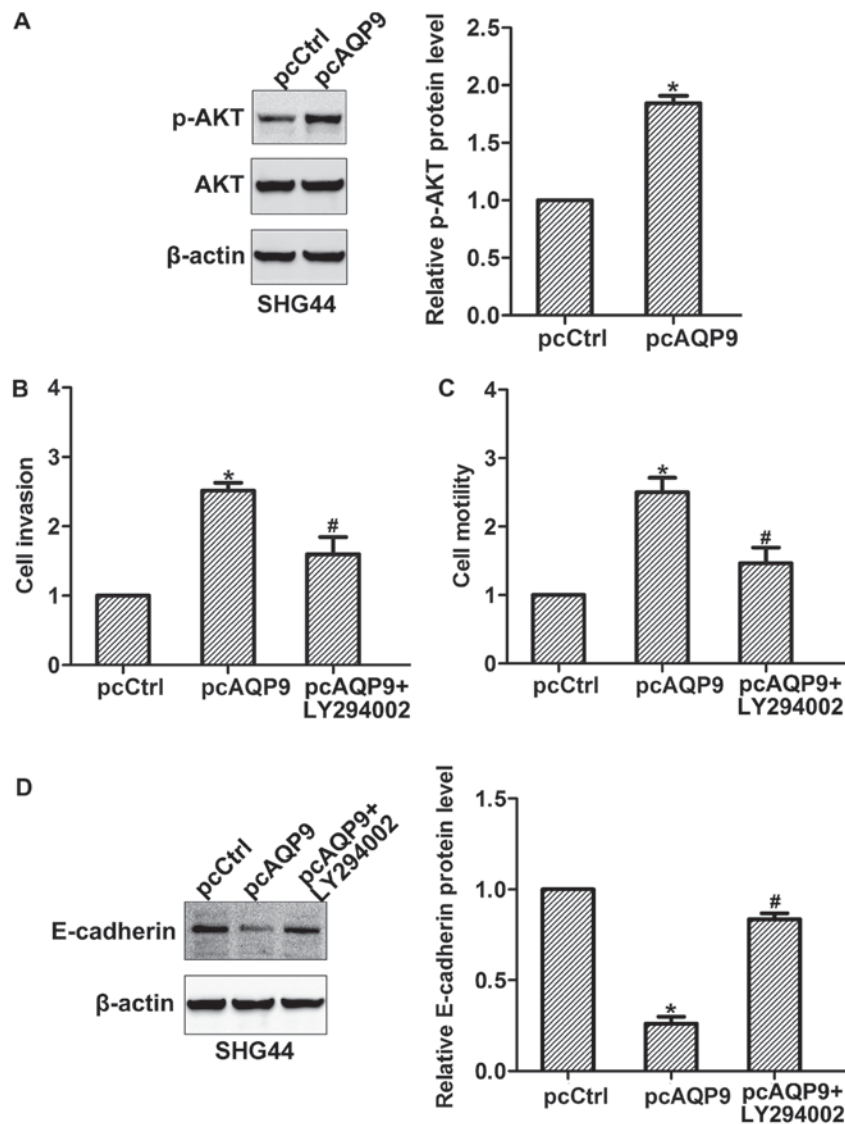 A
pcCtrl
pcAQP9
p-AKT
AKT
β-actin
SHG44
Relative p-AKT protein level
2.5
2.0
1.5
1.0
0.5
0.0
*
pcCtrl
pcAQP9
B
Cell invasion
4
3
2
1
0
*
#
pcCtrl
pcAQP9
pcAQP9+
LY294002
C
Cell motility
4
3
2
1
0
*
#
pcCtrl
pcAQP9
pcAQP9+
LY294002
D
pcCtrl
pcAQP9
pcAQP9+
LY294002
E-cadherin
β-actin
SHG44
Relative E-cadherin protein level
1.5
1.0
0.5
0.0
*
#
pcCtrl
pcAQP9
pcAQP9+
LY294002